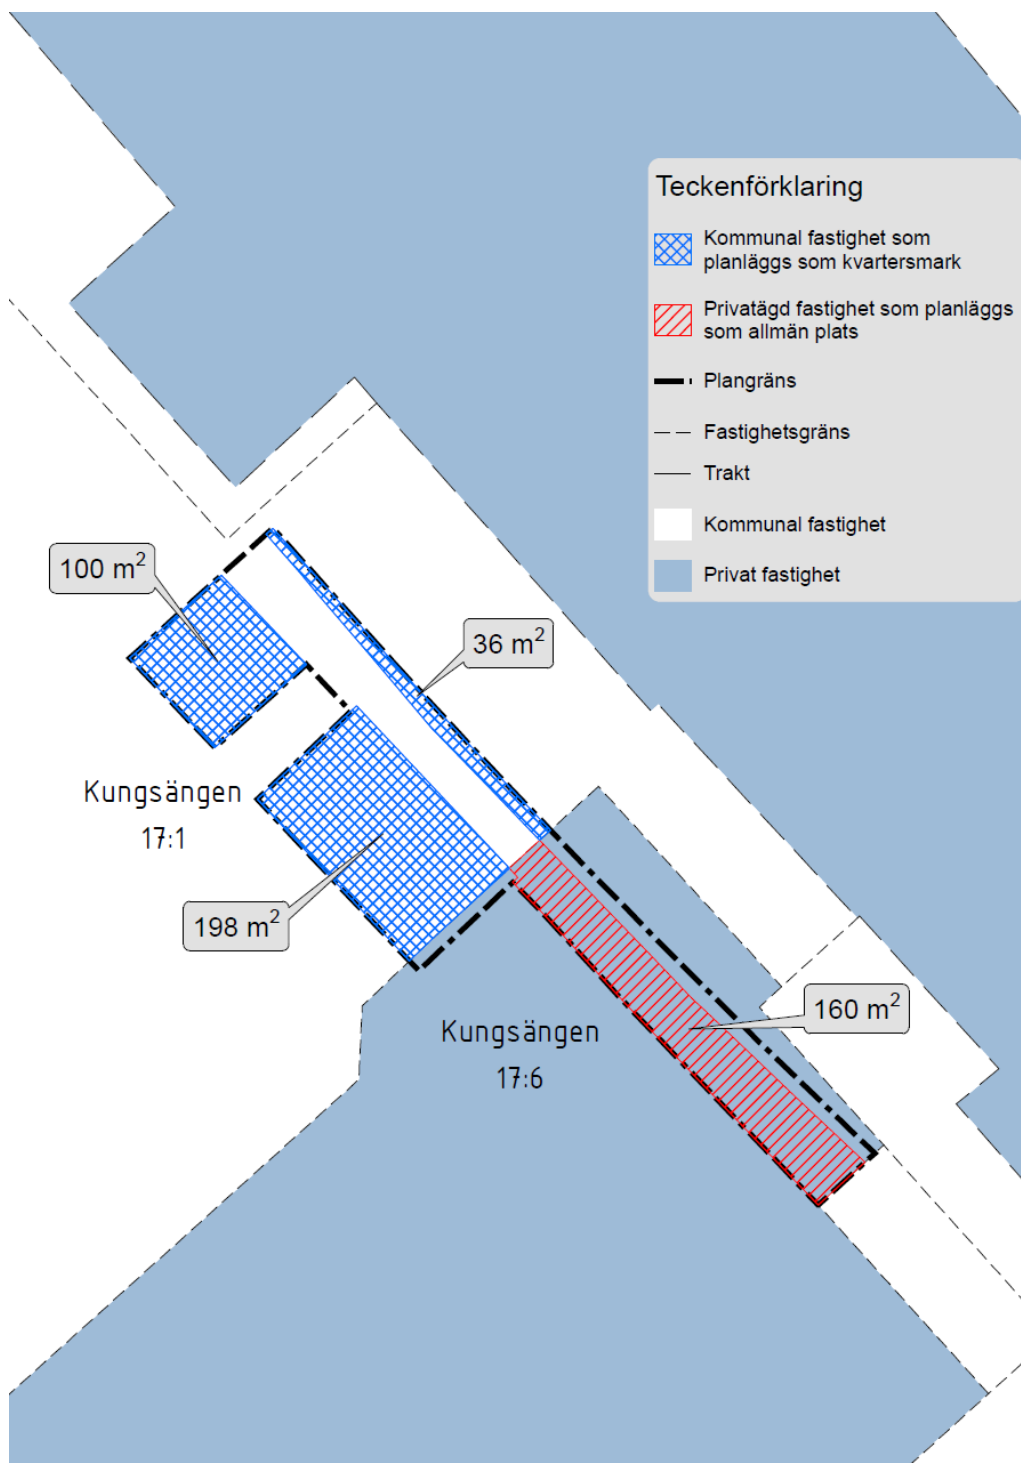 Teckenförklaring
Kommunal fastighet som
planläggs som kvartersmark
Privatägd fastighet som planläggs
som allmän plats
Plangräns
Fastighetsgräns
Trakt
Kommunal fastighet
Privat fastighet
100 m²
36 m²
Kungsängen
17:1
198 m²
160 m²
Kungsängen
17:6